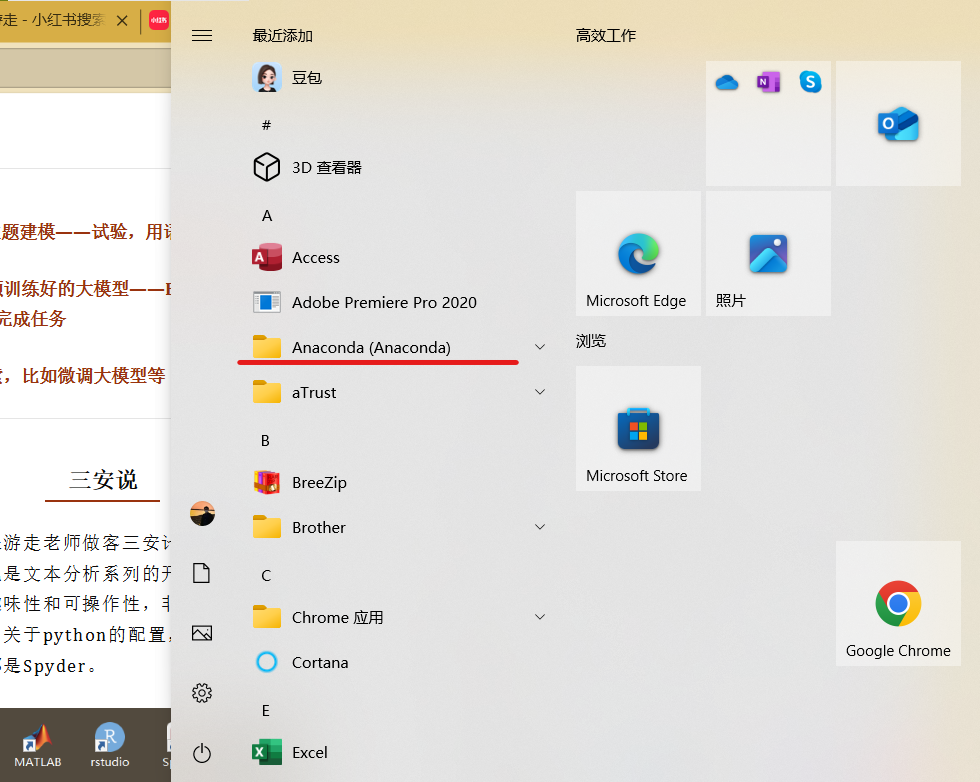 走 - 小红书搜索
小红书
题建模——试验，用
训练好的大模型——
完成任务
，比如微调大模型等
三安说
游走老师做客三安
是文本分析系列的
味性和可操作性，
关于python的配置，
是Spyder。
MATLAB
rstudio
最近添加
豆包
#
3D 查看器
A
Access
Adobe Premiere Pro 2020
Anaconda (Anaconda)
aTrust
B
BreeZip
Brother
C
Chrome 应用
Cortana
E
Excel
高效工作
Microsoft Edge
照片
浏览
Microsoft Store
Google Chrome